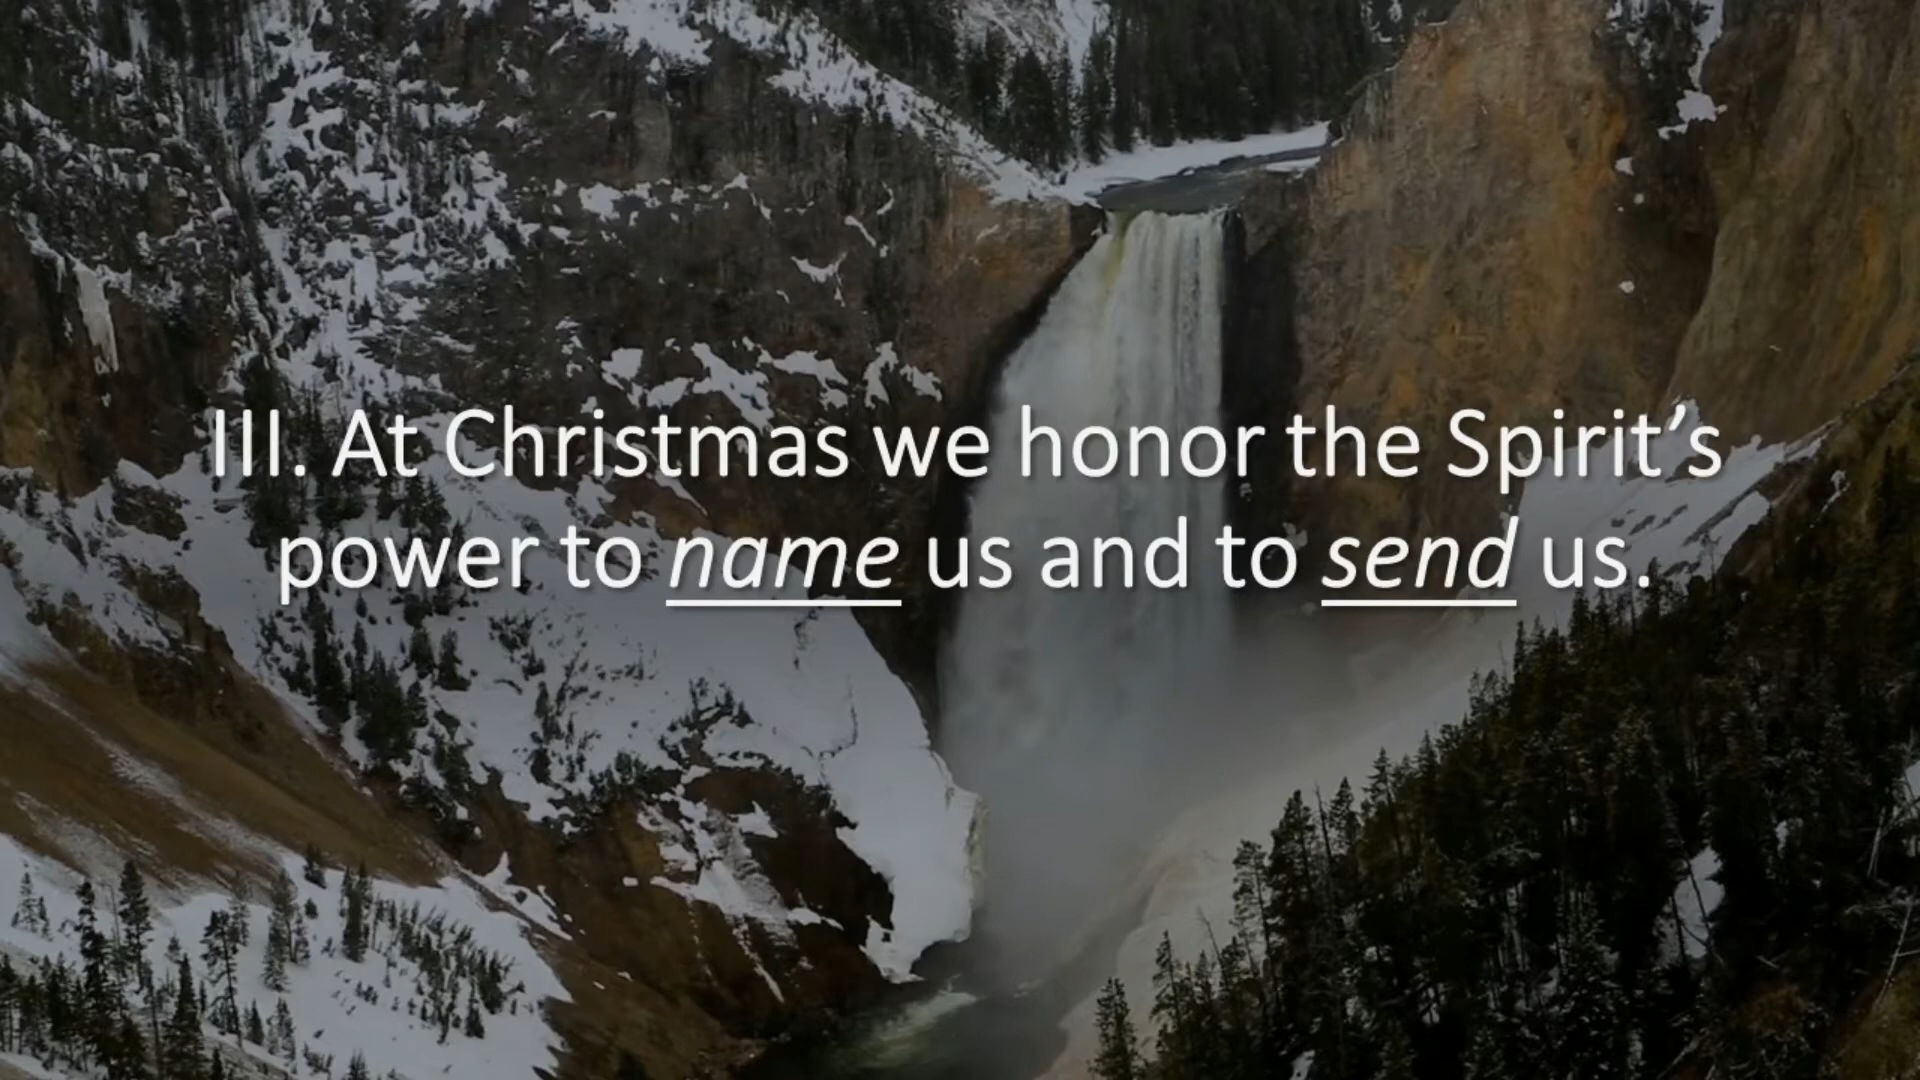 III. At Christmas we honor the Spirit’s
power to name us and to send us.